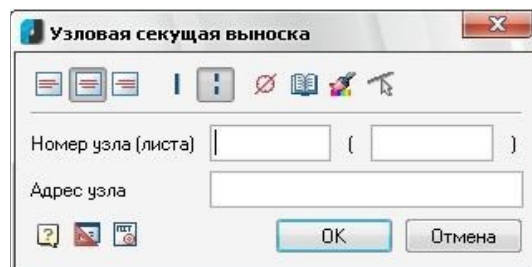 Узловая секущая выноска
Номер узла (листа) ( )
Адрес узла
OK Отмена